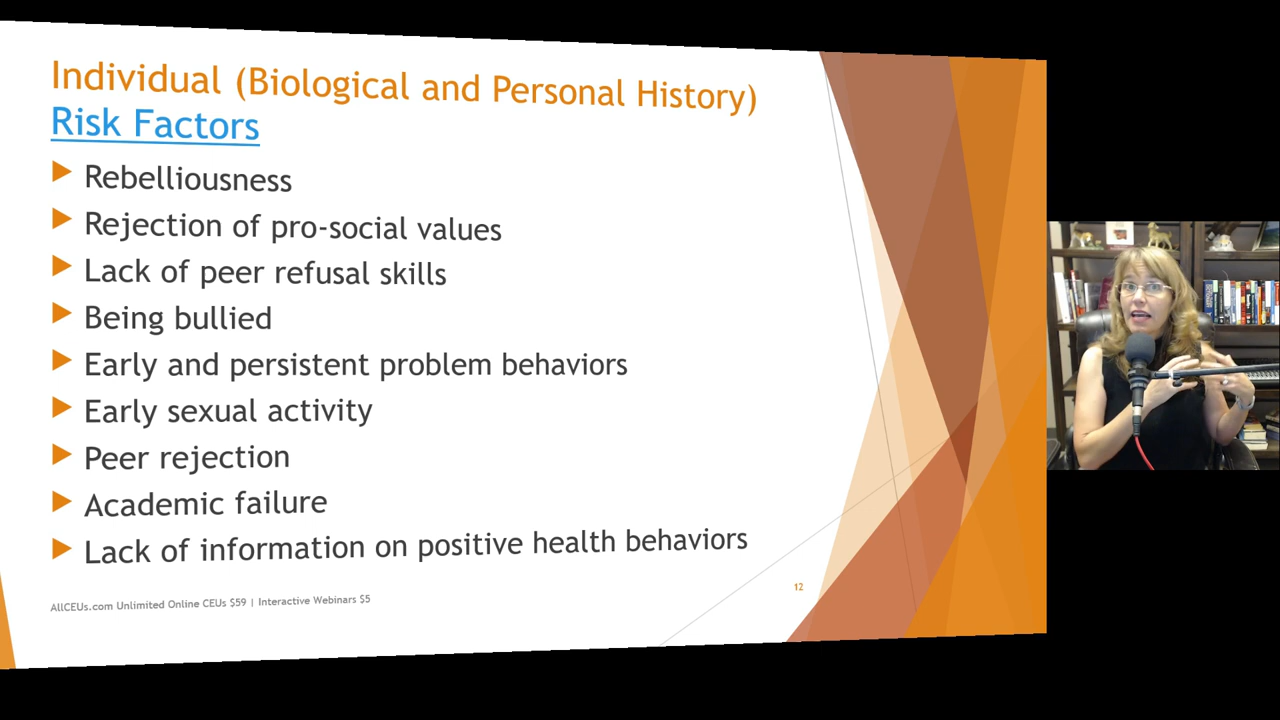 Individual (Biological and Personal History)
Risk Factors
Rebelliousness
Rejection of pro-social values
Lack of peer refusal skills
Being bullied
Early and persistent problem behaviors
Early sexual activity
Peer rejection
Academic failure
Lack of information on positive health behaviors
AllCEUs.com Unlimited Online CEUs $59 | Interactive Webinars $5
12